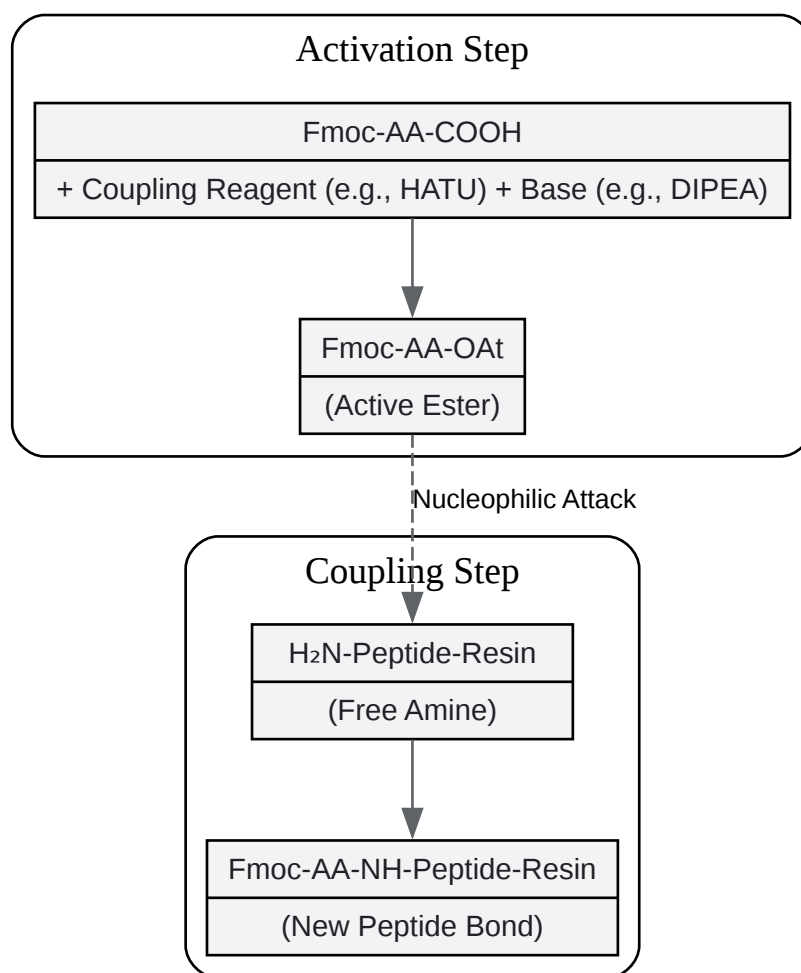 Activation Step
Fmoc-AA-COOH
+ Coupling Reagent (e.g., HATU) + Base (e.g., DIPEA)
Fmoc-AA-OAt
(Active Ester)
Nucleophilic Attack
Coupling Step
H₂N-Peptide-Resin
(Free Amine)
Fmoc-AA-NH-Peptide-Resin
(New Peptide Bond)